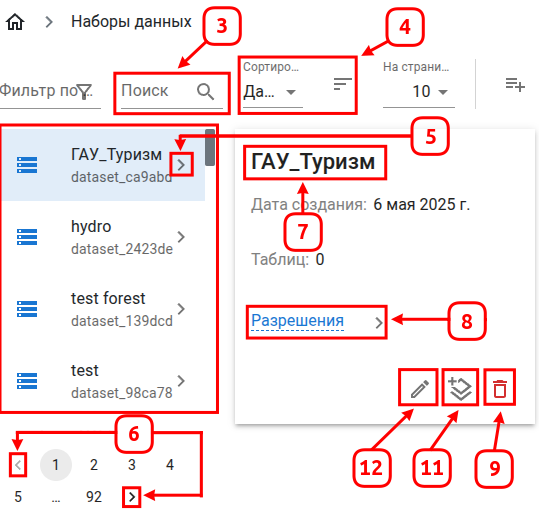 Наборы данных
3
4
Фильтр по...
Поиск
Сортиро...
Да...
На страни...
10
5
ГАУ_Туризм
dataset_ca9abd
hydro
dataset_2423de
test forest
dataset_139dcd
test
dataset_98ca78
ГАУ_Туризм
Дата создания: 6 мая 2025 г.
7
Таблиц: 0
Разрешения
8
6
12
11
9
1 2 3 4
5 ... 92